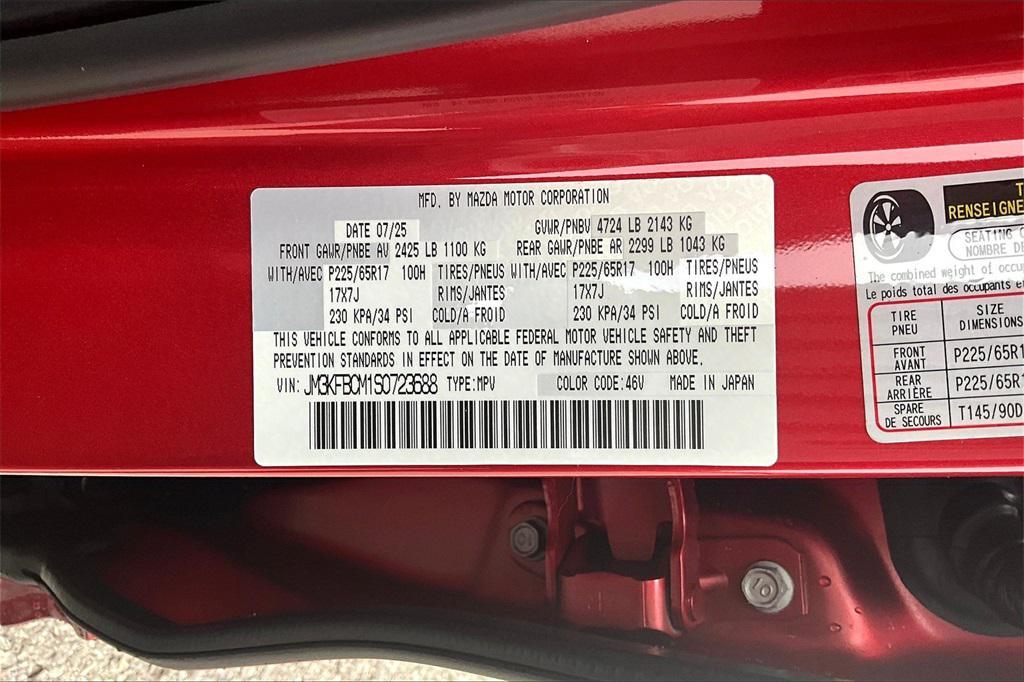 MFD. BY MAZDA MOTOR CORPORATION
DATE 07/25 GVWR/PNBV 4724 LB 2143 KG
FRONT GAWR/PNBE AV 2425 LB 1100 KG REAR GAWR/PNBE AR 2299 LB 1043 KG
WITH/AVEC P225/65R17 100H TIRES/PNEUS WITH/AVEC P225/65R17 100H TIRES/PNEUS
17X7J RIMS/JANTES 17X7J RIMS/JANTES
230 KPA/34 PSI COLD/A FROID 230 KPA/34 PSI COLD/A FROID
THIS VEHICLE CONFORMS TO ALL APPLICABLE FEDERAL MOTOR VEHICLE SAFETY AND THEFT
PREVENTION STANDARDS IN EFFECT ON THE DATE OF MANUFACTURE SHOWN ABOVE.
VIN: JM3KFBCM1S0723688 TYPE:MPV COLOR CODE:46V MADE IN JAPAN
T
RENSEIGNE
SEATING C
NOMBRE DE
The combined weight of occu
Le poids total des occupants e
TIRE
PNEU
SIZE
DIMENSIONS
FRONT
AVANT
P225/65R1
REAR
ARRIÈRE
P225/65R1
SPARE
DE SECOURS
T145/90D
10